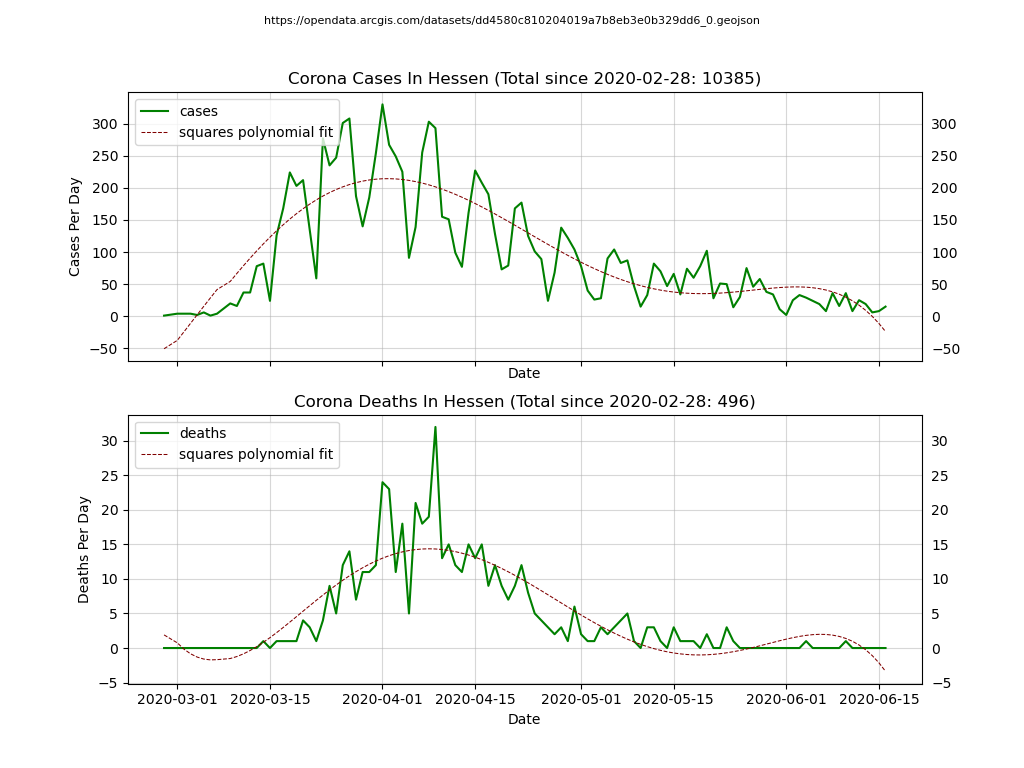 https://opendata.arcgis.com/datasets/dd4580c810204019a7b8eb3e0b329dd6_0.geojson
Corona Cases In Hessen (Total since 2020-02-28: 10385)
cases
squares polynomial fit
Cases Per Day
300
250
200
150
100
50
0
−50
300
250
200
150
100
50
0
−50
Date
Corona Deaths In Hessen (Total since 2020-02-28: 496)
deaths
squares polynomial fit
Deaths Per Day
30
25
20
15
10
5
0
−5
30
25
20
15
10
5
0
−5
2020-03-01 2020-03-15 2020-04-01 2020-04-15 2020-05-01 2020-05-15 2020-06-01 2020-06-15
Date